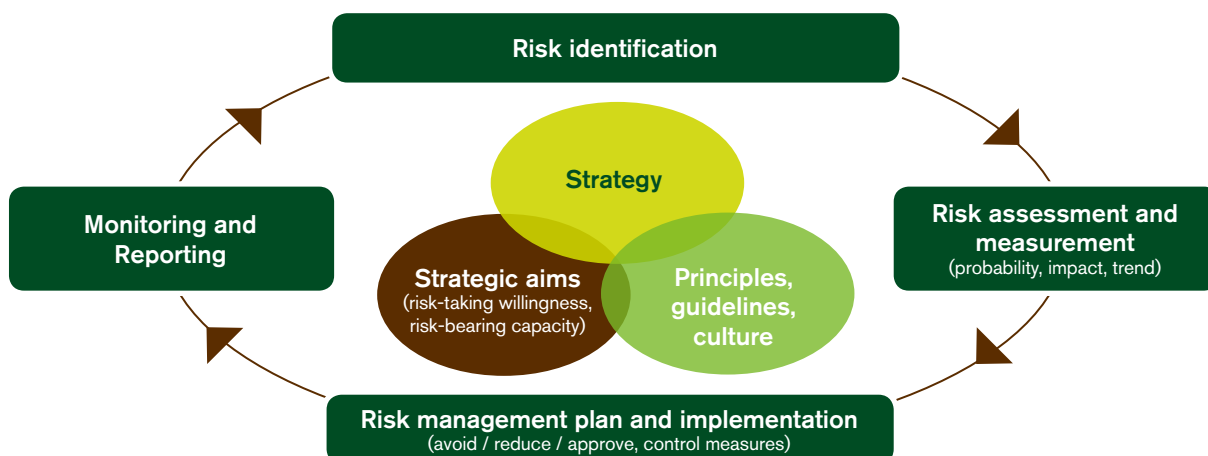 Risk identification
Strategy
Monitoring and
Reporting
Risk assessment and
measurement
(probability, impact, trend)
Strategic aims
(risk-taking willingness,
risk-bearing capacity)
Principles,
guidelines,
culture
Risk management plan and implementation
(avoid / reduce / approve, control measures)